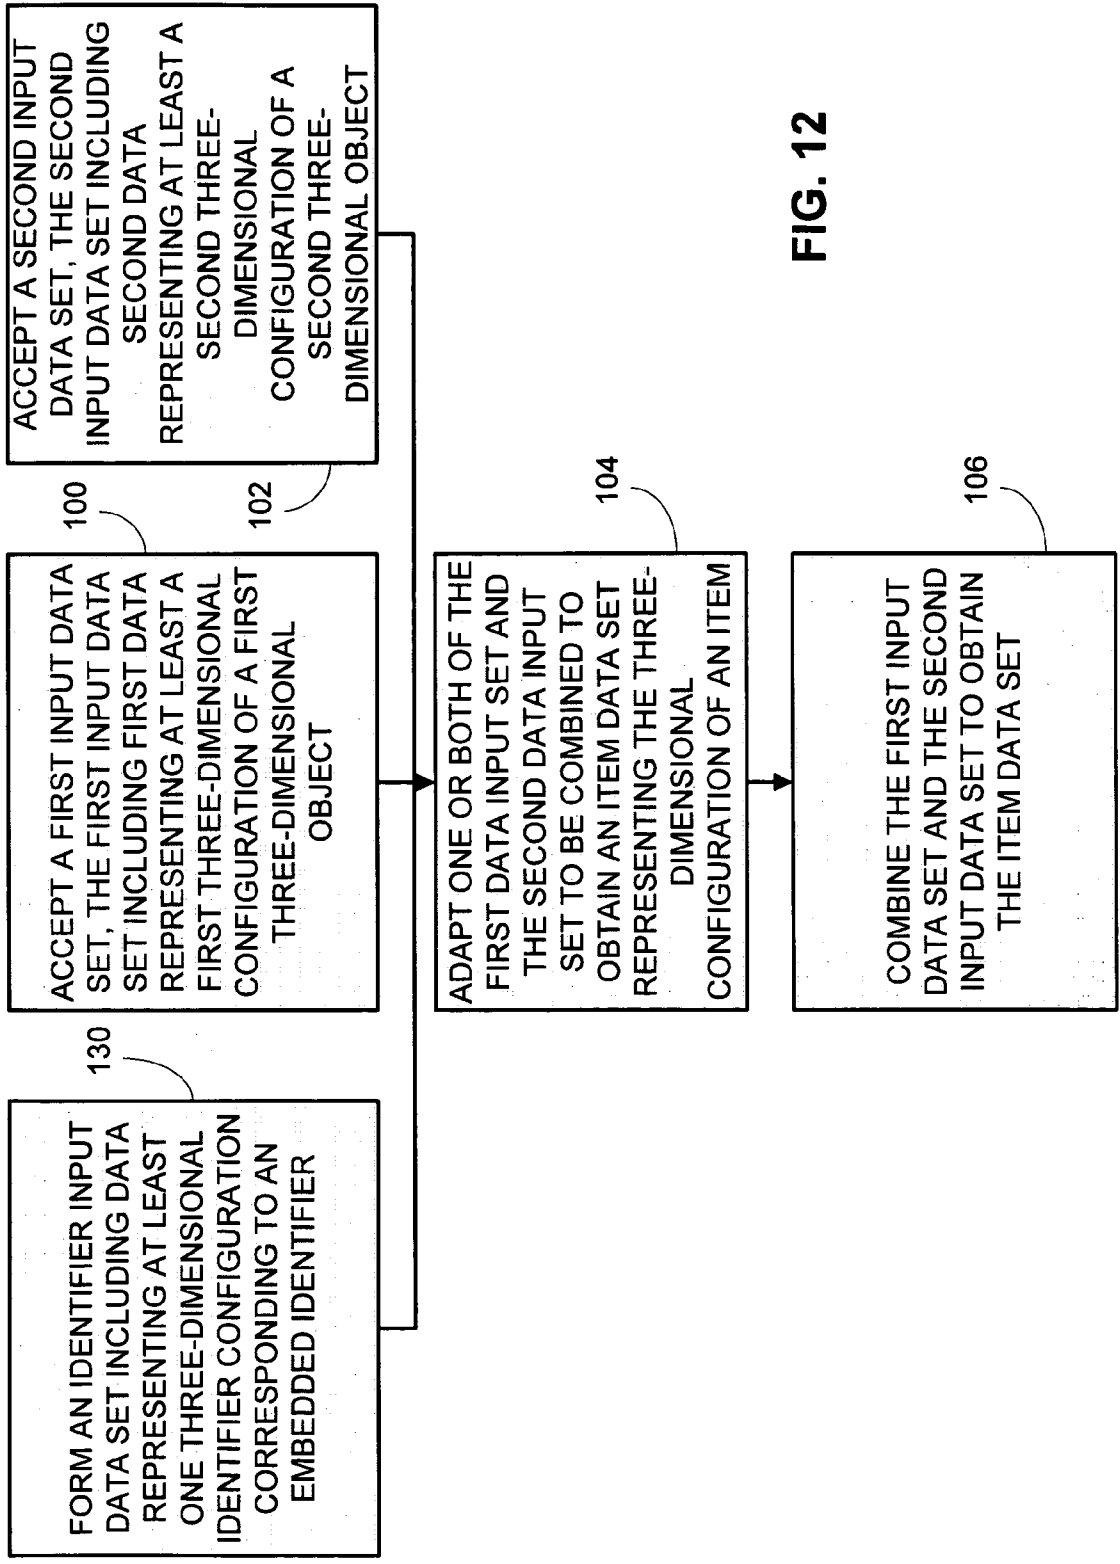 FORM AN IDENTIFIER INPUT
DATA SET INCLUDING DATA
REPRESENTING AT LEAST
ONE THREE-DIMENSIONAL
IDENTIFIER CONFIGURATION
CORRESPONDING TO AN
EMBEDDED IDENTIFIER
130
ACCEPT A FIRST INPUT DATA
SET, THE FIRST INPUT DATA
SET INCLUDING FIRST DATA
REPRESENTING AT LEAST A
FIRST THREE-DIMENSIONAL
CONFIGURATION OF A FIRST
THREE-DIMENSIONAL
OBJECT
100
ACCEPT A SECOND INPUT
DATA SET, THE SECOND
INPUT DATA SET INCLUDING
SECOND DATA
REPRESENTING AT LEAST A
SECOND THREE-
DIMENSIONAL
CONFIGURATION OF A
SECOND THREE-
DIMENSIONAL OBJECT
102
ADAPT ONE OR BOTH OF THE
FIRST DATA INPUT SET AND
THE SECOND DATA INPUT
SET TO BE COMBINED TO
OBTAIN AN ITEM DATA SET
REPRESENTING THE THREE-
DIMENSIONAL
CONFIGURATION OF AN ITEM
104
COMBINE THE FIRST INPUT
DATA SET AND THE SECOND
INPUT DATA SET TO OBTAIN
THE ITEM DATA SET
106
FIG. 12